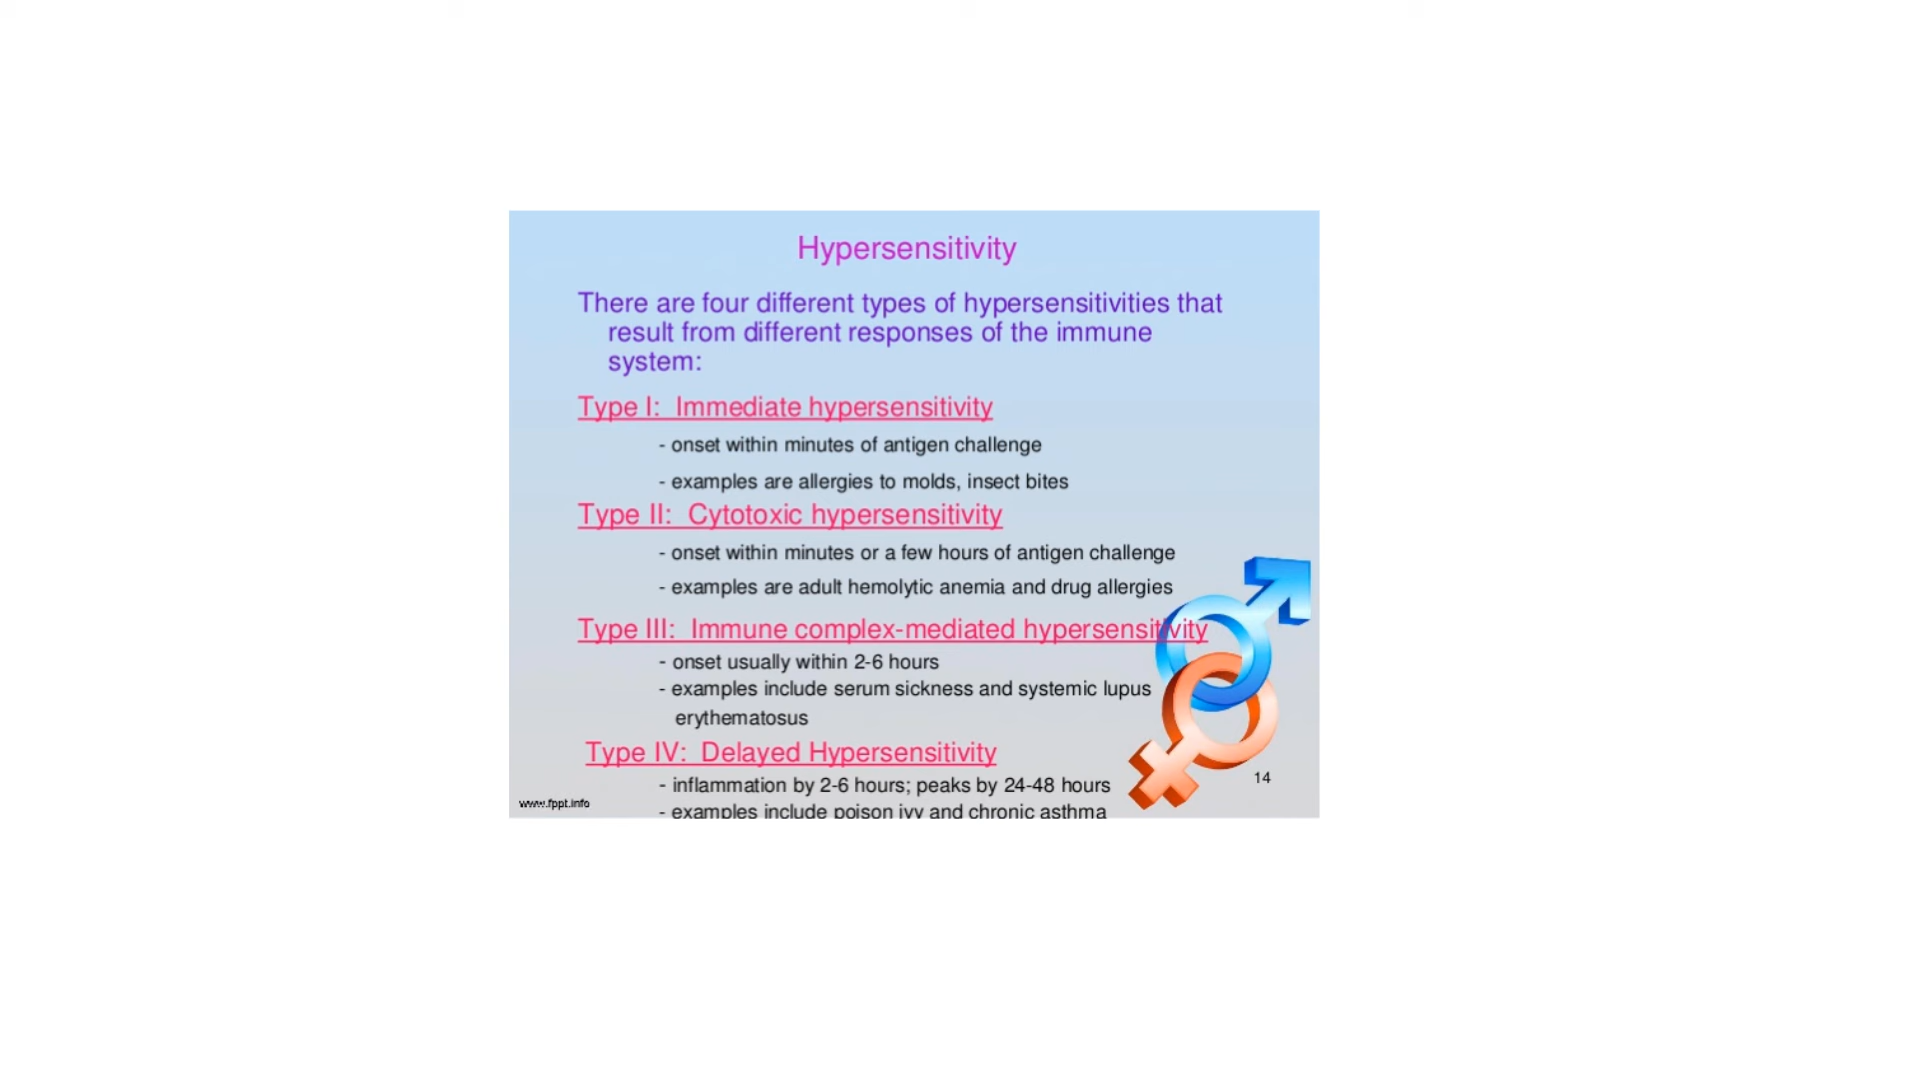 Hypersensitivity
There are four different types of hypersensitivities that
result from different responses of the immune
system:
Type I:  Immediate hypersensitivity
- onset within minutes of antigen challenge
- examples are allergies to molds, insect bites
Type II:  Cytotoxic hypersensitivity
- onset within minutes or a few hours of antigen challenge
- examples are adult hemolytic anemia and drug allergies
Type III:  Immune complex-mediated hypersensitivity
- onset usually within 2-6 hours
- examples include serum sickness and systemic lupus
erythematosus
Type IV:  Delayed Hypersensitivity
- inflammation by 2-6 hours; peaks by 24-48 hours
- examples include poison ivy and chronic asthma
14
www.fppt.info